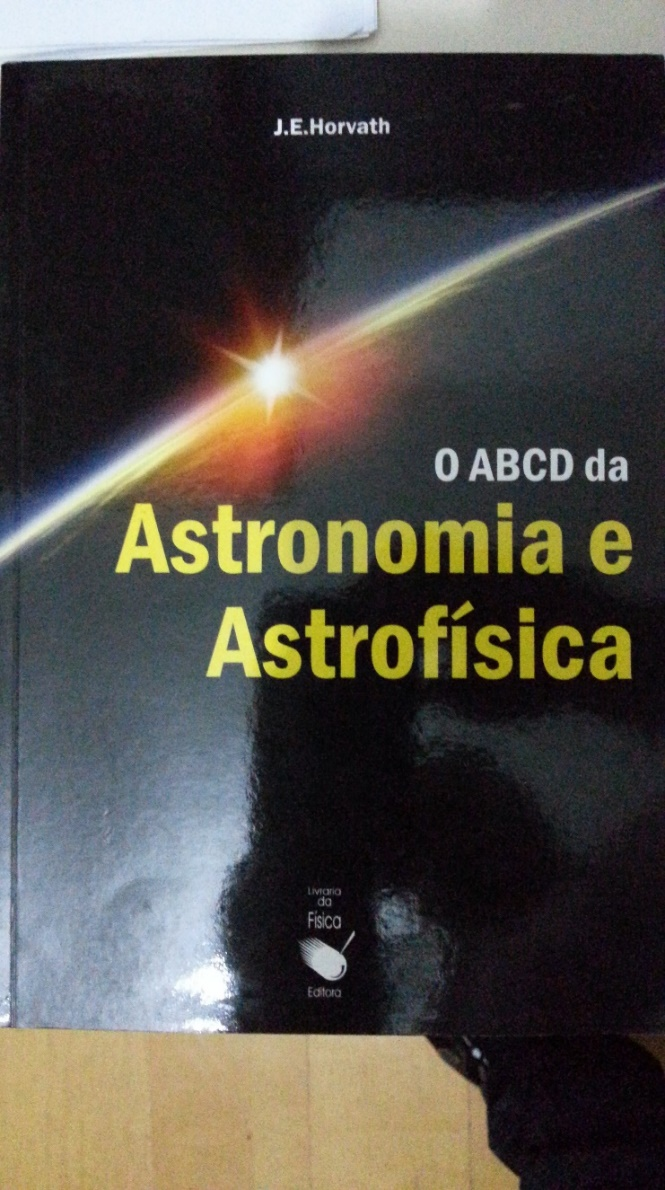 J.E.Horvath
O ABCD da
Astronomia e
Astrofísica
Livraria
da
Física
Editora